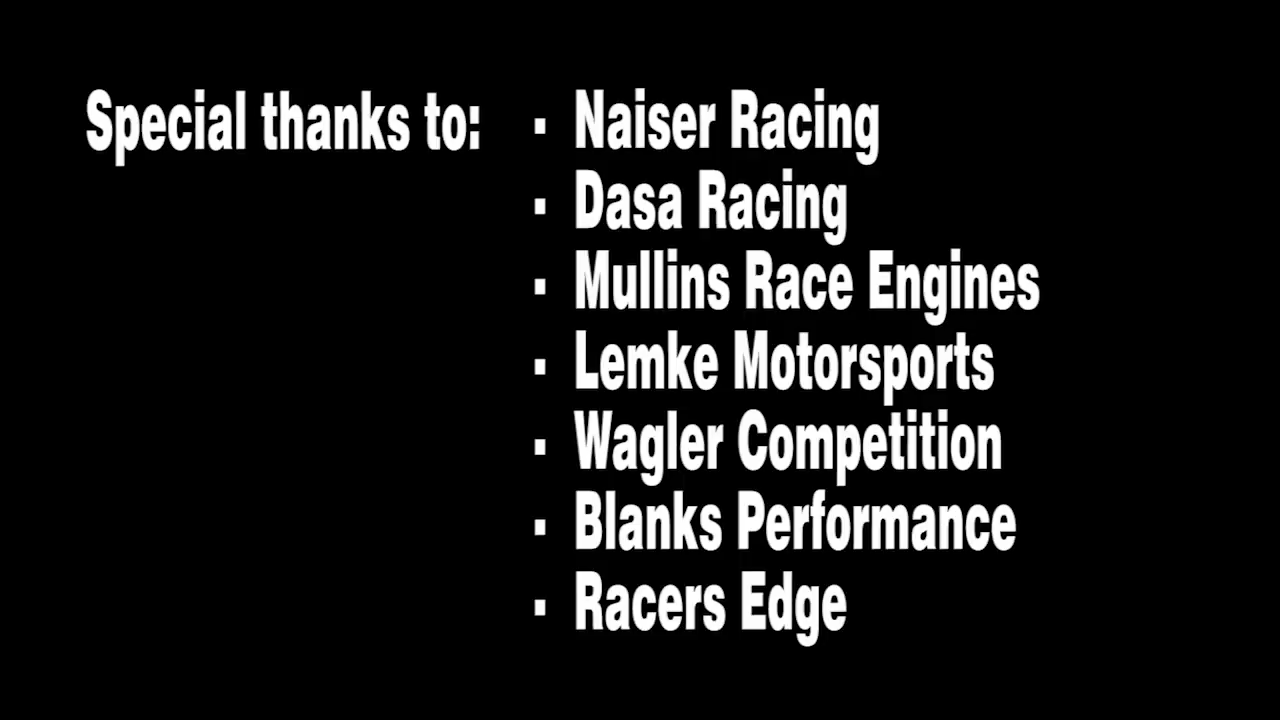 Special thanks to: ▪ Naiser Racing
▪ Dasa Racing
▪ Mullins Race Engines
▪ Lemke Motorsports
▪ Wagler Competition
▪ Blanks Performance
▪ Racers Edge